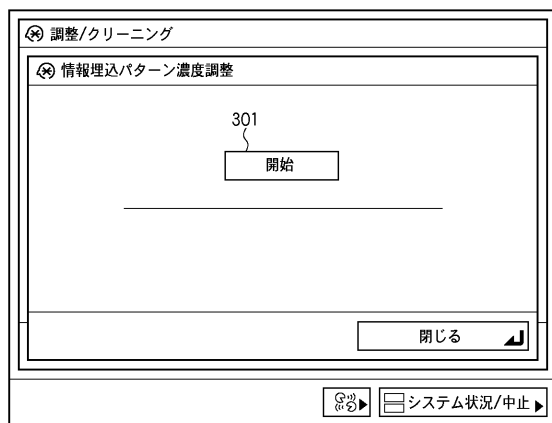 調整/クリーニング
情報埋込パターン濃度調整
301
開始
閉じる
システム状況/中止